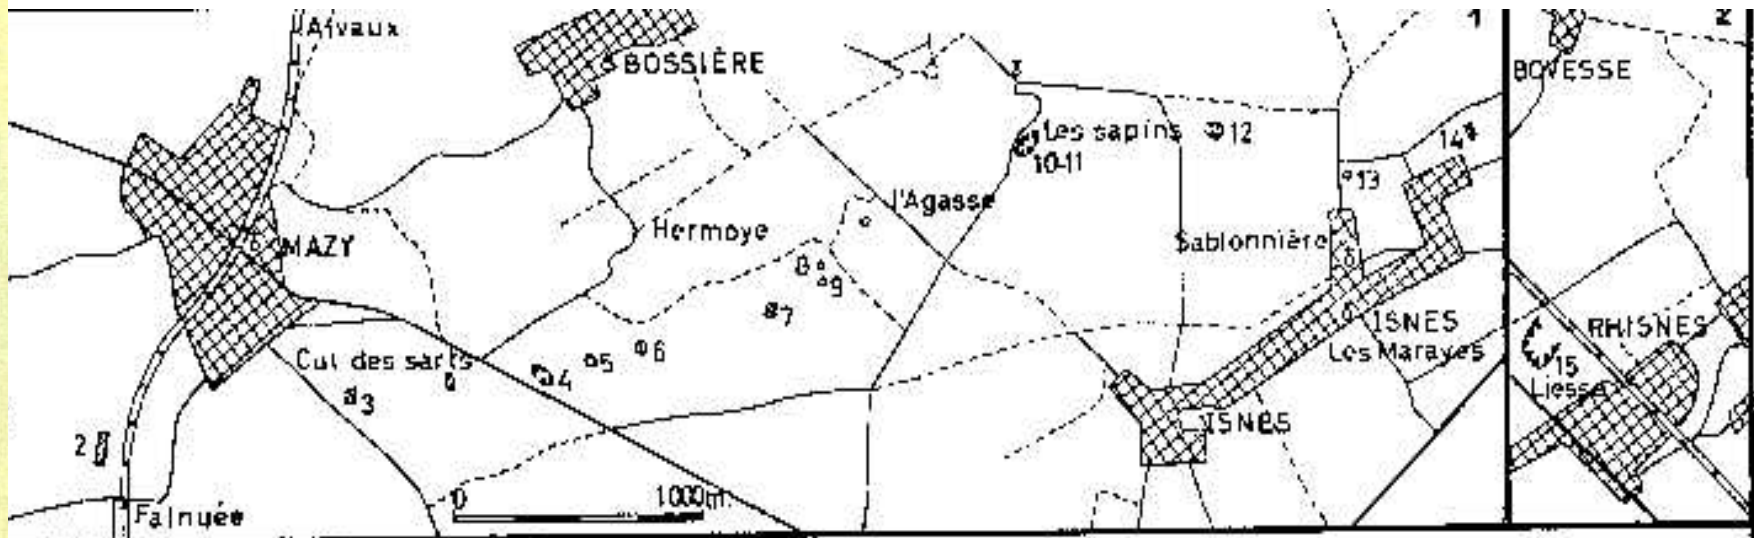 Alvaux
1
2
BOSSIÈRE
BOVESSE
Les sapins
12
14
10-11
13
l'Agasse
Hermoye
Sablonnière
MAZY
8
9
7
ISNES
RHISNES
Les Marayes
6
5
Cul des sarts
4
15
Liesse
3
ISNES
2
0
1000m
Falnuée